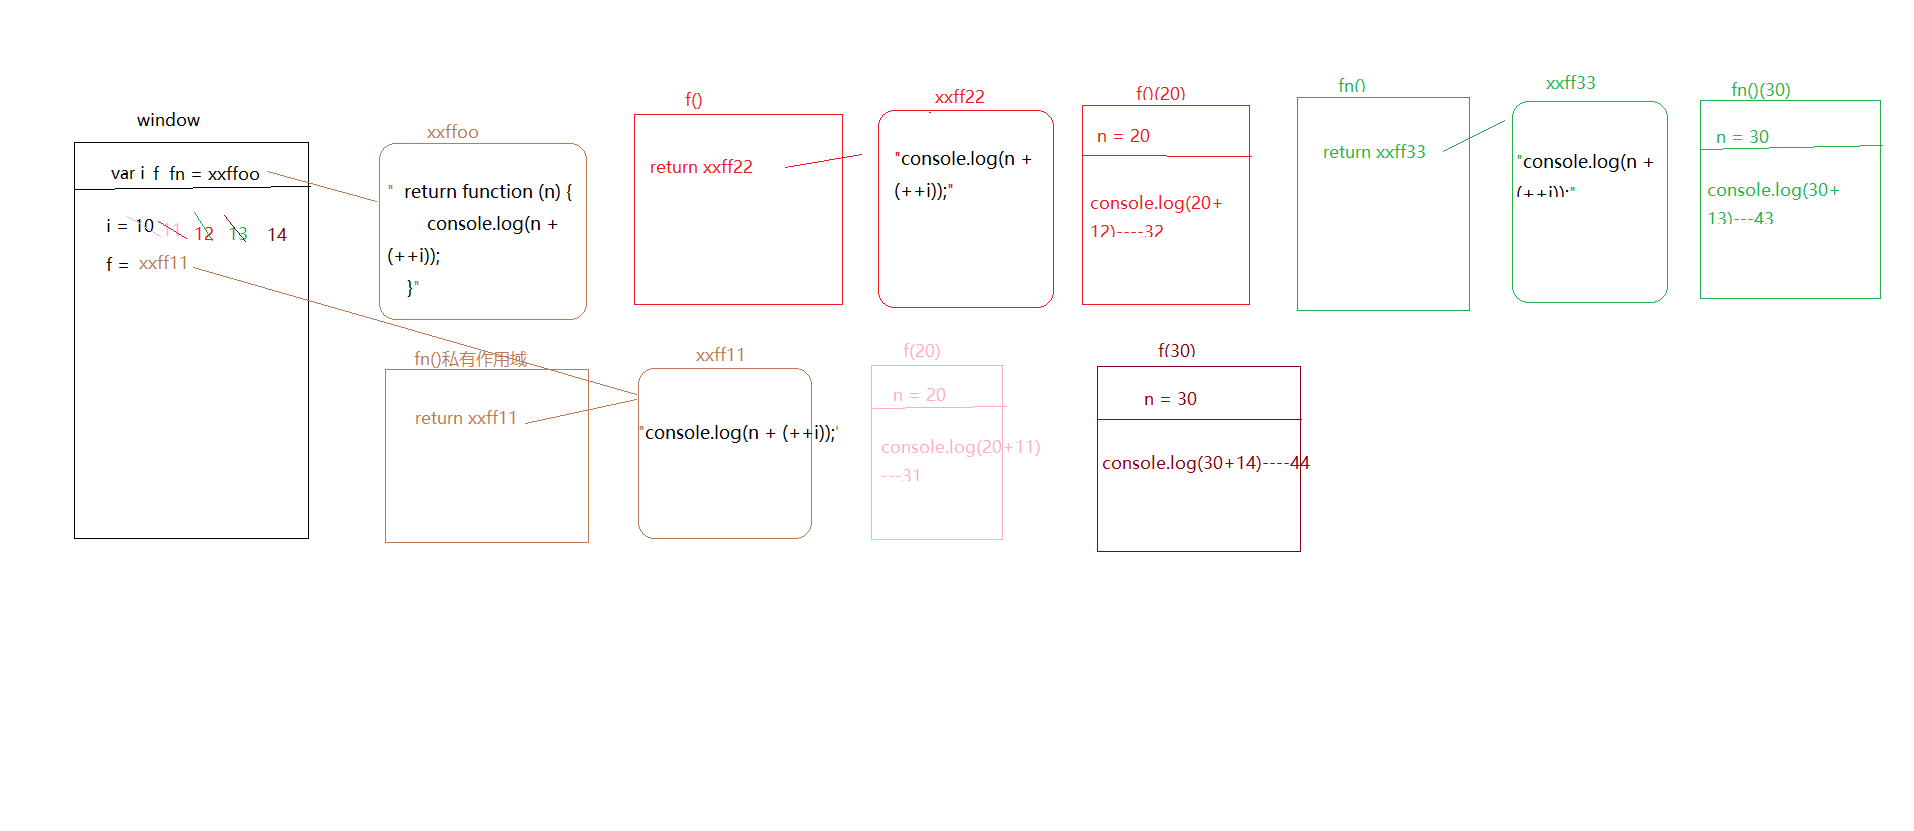 window
var i f fn = xxffoo
i = 10 11 12 13 14
f = xxff11
xxffoo
" return function (n) {
console.log(n +
(++i));
}"
f()
return xxff22
xxff22
"console.log(n +
(++i));"
f()(20)
n = 20
console.log(20+
12)----32
fn()
return xxff33
xxff33
"console.log(n +
(++i));"
fn()(30)
n = 30
console.log(30+
13)---43
fn()私有作用域
return xxff11
xxff11
"console.log(n + (++i));'
f(20)
n = 20
console.log(20+11)
---31
f(30)
n = 30
console.log(30+14)----44